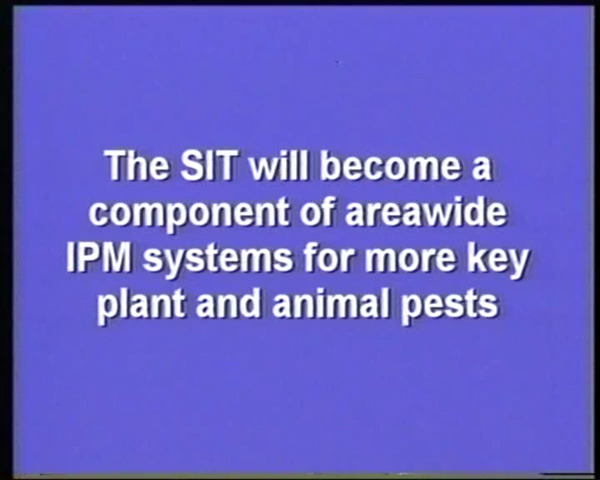 The SIT will become a
component of areawide
IPM systems for more key
plant and animal pests